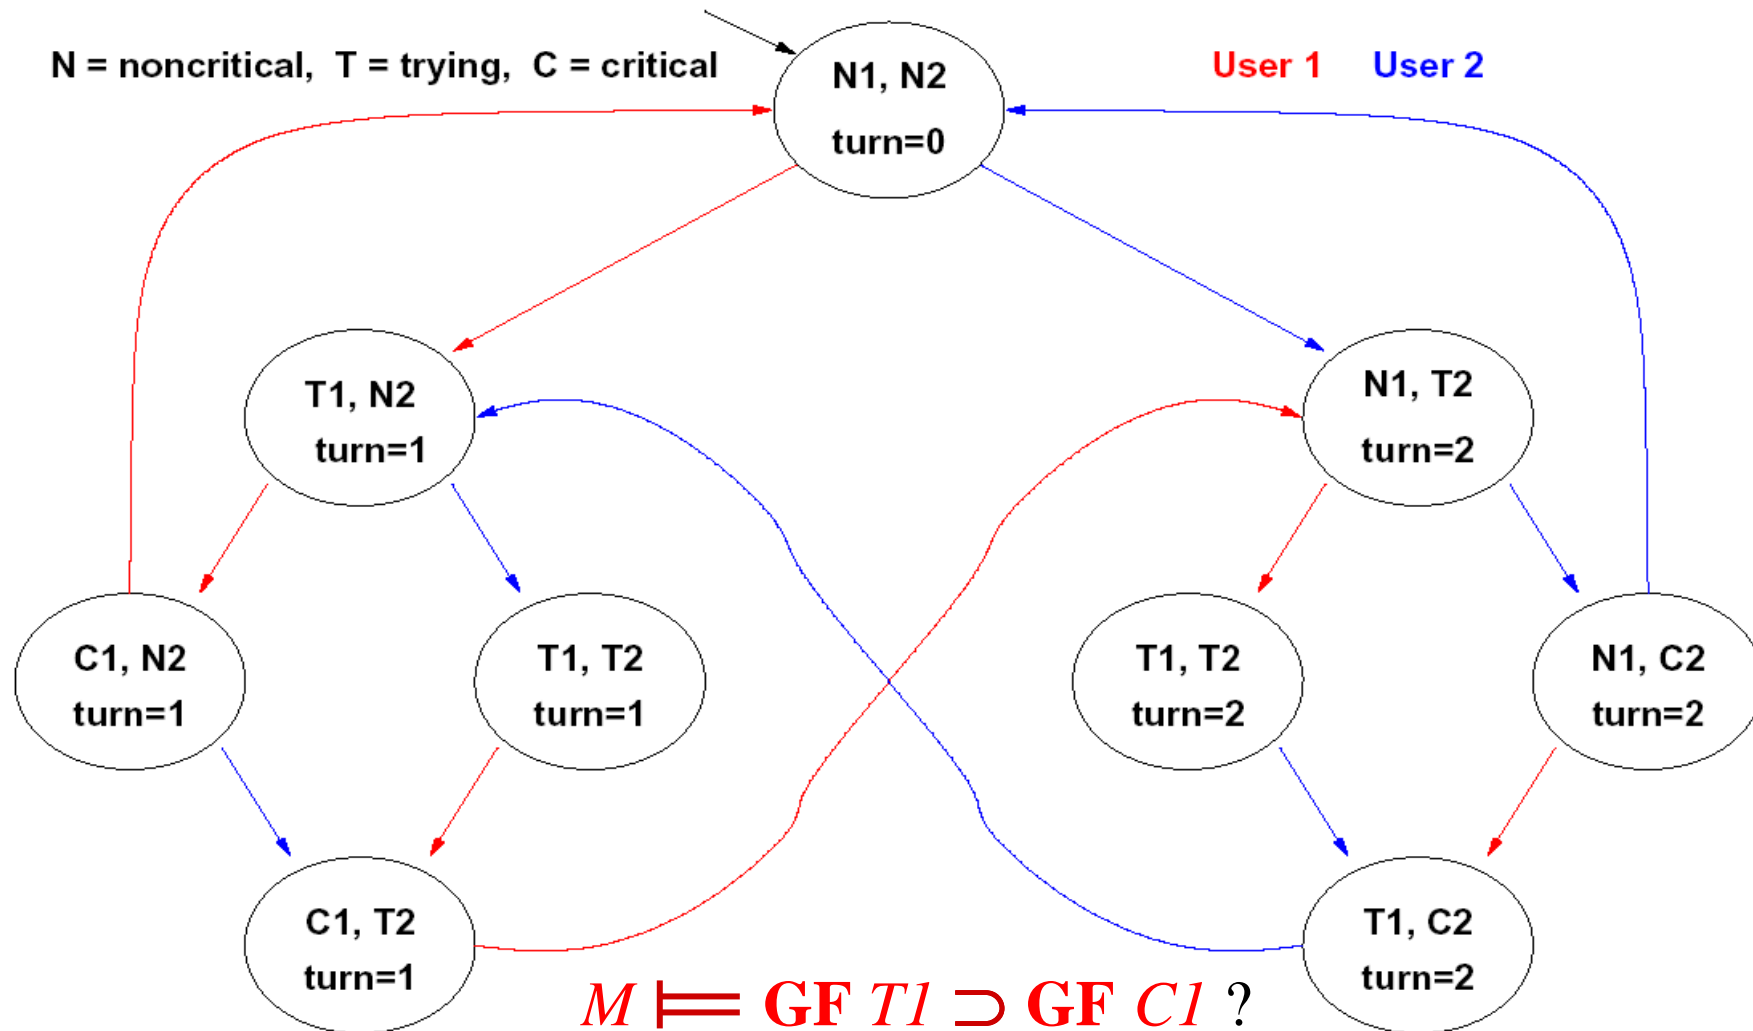 N = noncritical, T = trying, C = critical
User 1 User 2
N1, N2
turn=0
T1, N2
turn=1
N1, T2
turn=2
C1, N2
turn=1
T1, T2
turn=1
T1, T2
turn=2
N1, C2
turn=2
C1, T2
turn=1
T1, C2
turn=2
M ⊨ GF T1 ⊃ GF C1 ?